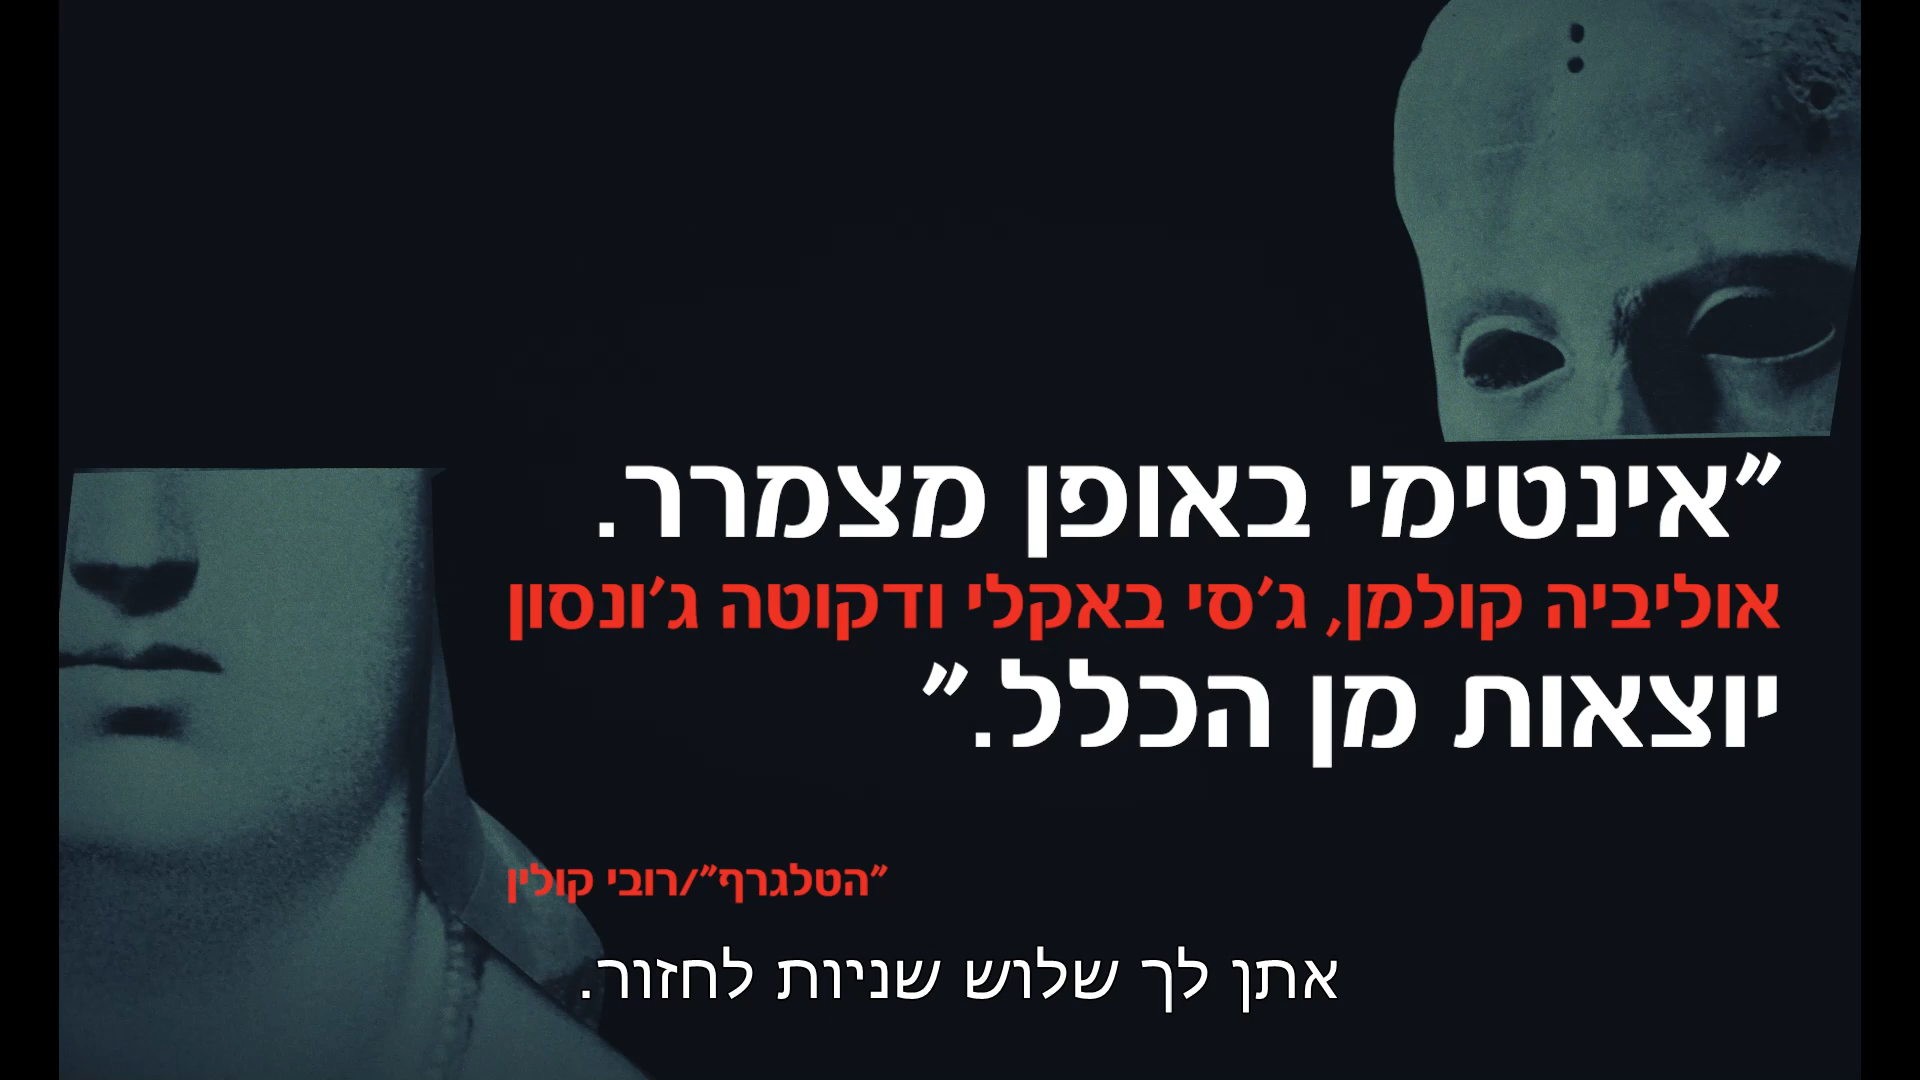 "אינטימי באופן מצמרר.
אוליביה קולמן, ג'סי באקלי ודקוטה ג'ונסון
יוצאות מן הכלל."
"הטלגרף"/רובי קולין
אתן לך שלוש שניות לחזור.